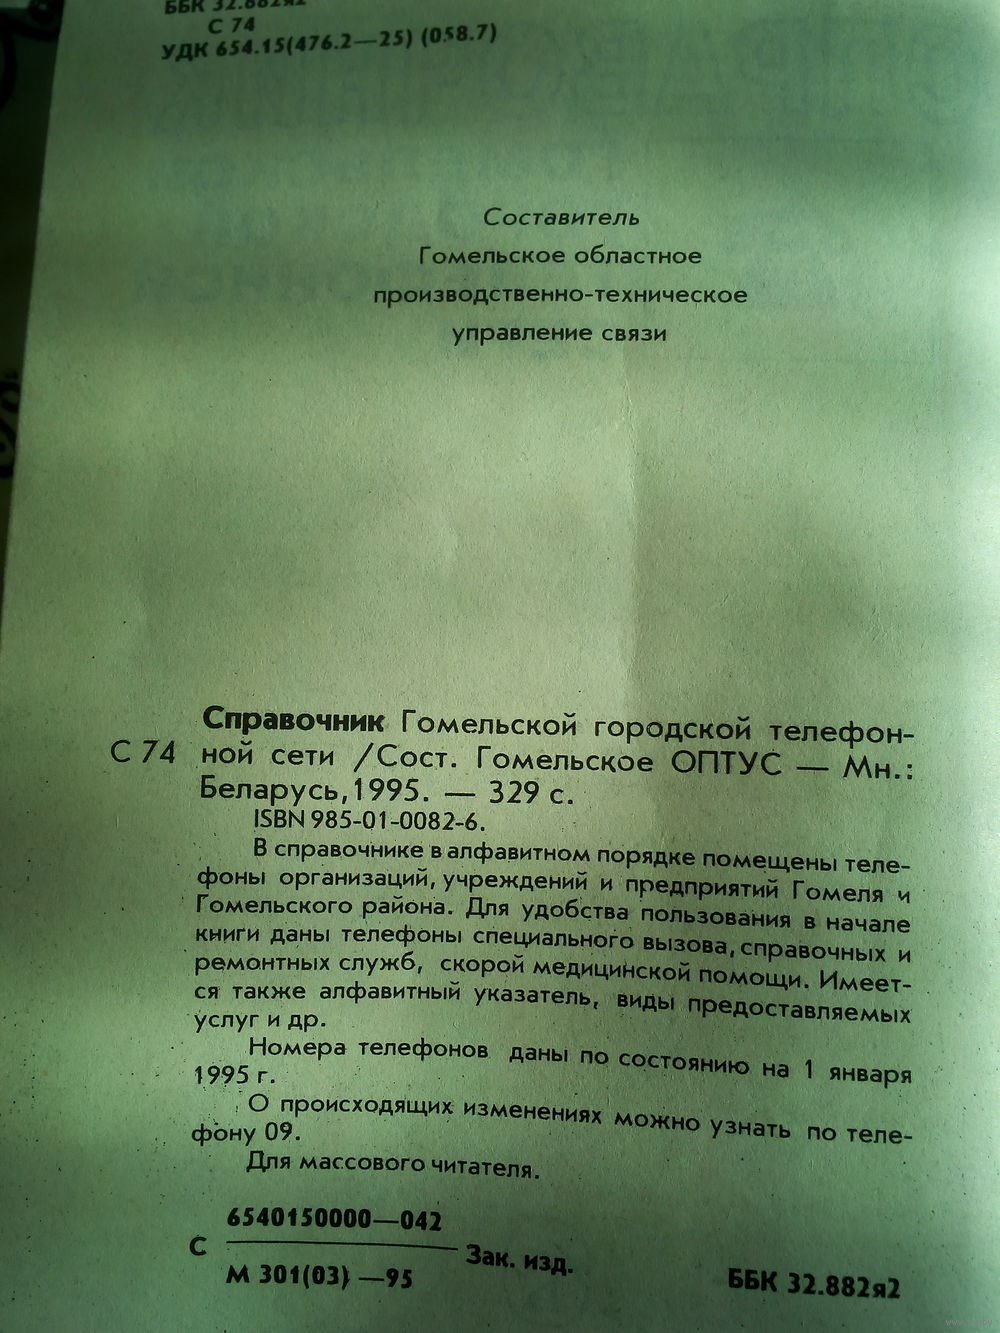 ББК 32.882я2
С 74
УДК 654.15(476.2—25) (058.7)
Составитель
Гомельское областное
производственно-техническое
управление связи
Справочник Гомельской городской телефон-
С 74 ной сети /Сост. Гомельское ОПТУС — Мн.:
Беларусь,1995. — 329 с.
ISBN 985-01-0082-6.
В справочнике в алфавитном порядке помещены теле-
фоны организаций, учреждений и предприятий Гомеля и
Гомельского района. Для удобства пользования в начале
книги даны телефоны специального вызова, справочных и
ремонтных служб, скорой медицинской помощи. Имеет-
ся также алфавитный указатель, виды предоставляемых
услуг и др.
Номера телефонов даны по состоянию на 1 января
1995 г.
О происходящих изменениях можно узнать по теле-
фону 09.
Для массового читателя.
6540150000—042
С Зак. изд.
М 301(03) —95
ББК 32.882я2